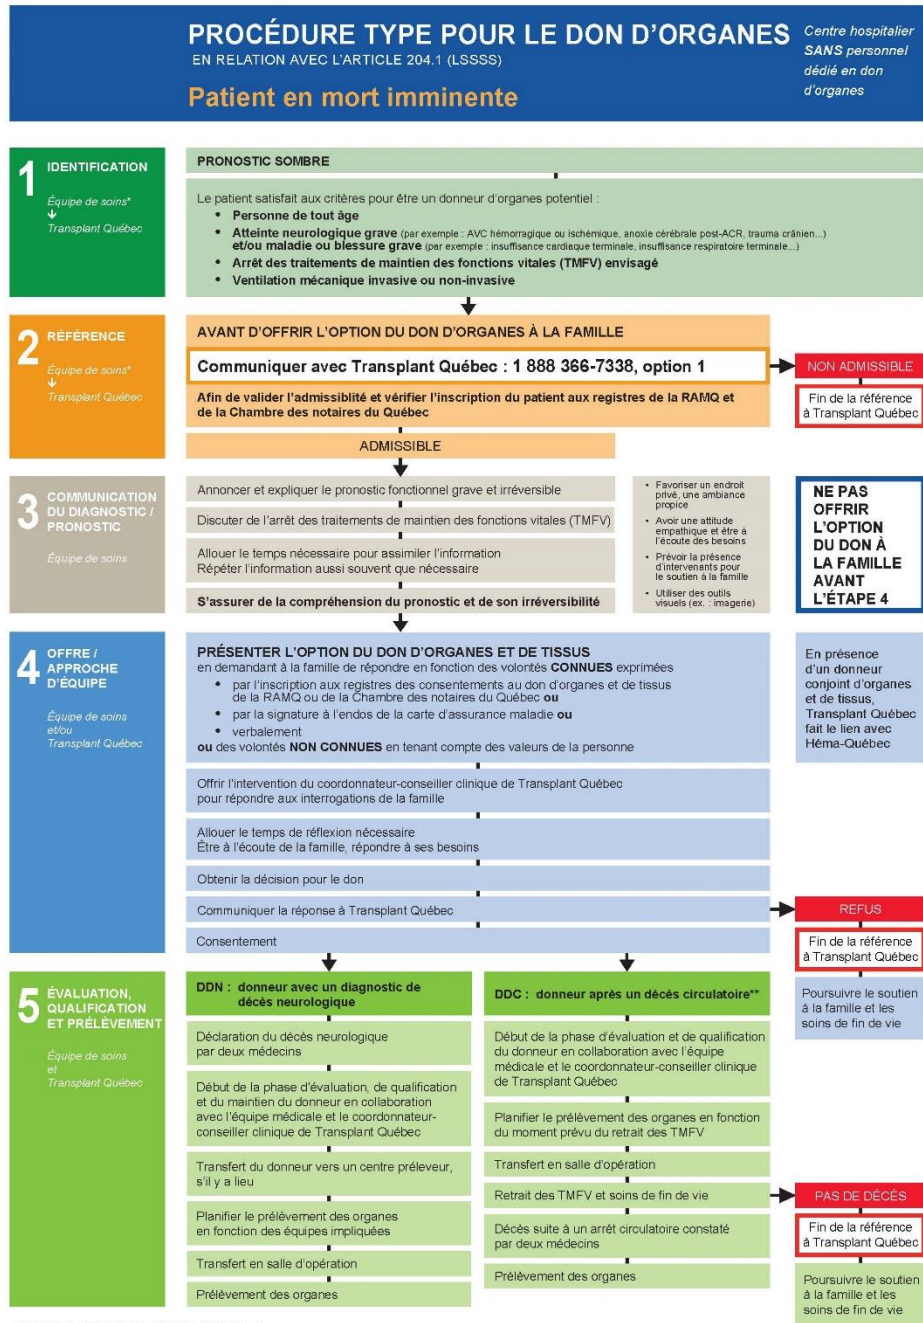 PROCÉDURE TYPE POUR LE DON D'ORGANES
EN RELATION AVEC L'ARTICLE 204.1 (LSSSS)
Patient en mort imminente
Centre hospitalier
SANS personnel
dédié en don
d'organes
1 IDENTIFICATION
Équipe de soins*
Transplant Québec
PRONOSTIC SOMBRE
Le patient satisfait aux critères pour être un donneur d'organes potentiel :
• Personne de tout âge
• Atteinte neurologique grave (par exemple : AVC hémorragique ou ischémique, anoxie cérébrale post-ACR, trauma crânien...)
et/ou maladie ou blessure grave (par exemple : insuffisance cardiaque terminale, insuffisance respiratoire terminale...)
• Arrêt des traitements de maintien des fonctions vitales (TMFV) envisagé
• Ventilation mécanique invasive ou non-invasive
2 RÉFÉRENCE
Équipe de soins*
Transplant Québec
AVANT D'OFFRIR L'OPTION DU DON D'ORGANES À LA FAMILLE
Communiquer avec Transplant Québec : 1 888 366-7338, option 1
Afin de valider l'admissiblité et vérifier l'inscription du patient aux registres de la RAMQ et
de la Chambre des notaires du Québec
ADMISSIBLE
NON ADMISSIBLE
Fin de la référence
à Transplant Québec
3 COMMUNICATION
DU DIAGNOSTIC /
PRONOSTIC
Équipe de soins
Annoncer et expliquer le pronostic fonctionnel grave et irréversible
Discuter de l'arrêt des traitements de maintien des fonctions vitales (TMFV)
Allouer le temps nécessaire pour assimiler l'information
Répéter l'information aussi souvent que nécessaire
S'assurer de la compréhension du pronostic et de son irréversibilité
• Favoriser un endroit
privé, une ambiance
propice
• Avoir une attitude
empathique et être à
l'écoute des besoins
• Prévoir la présence
d'intervenants pour
le soutien à la famille
• Utiliser des outils
visuels (ex. : imagerie)
NE PAS
OFFRIR
L'OPTION
DU DON À
LA FAMILLE
AVANT
L'ÉTAPE 4
4 OFFRE /
APPROCHE
D'ÉQUIPE
Équipe de soins
et/ou
Transplant Québec
PRÉSENTER L'OPTION DU DON D'ORGANES ET DE TISSUS
en demandant à la famille de répondre en fonction des volontés CONNUES exprimées
• par l'inscription aux registres des consentements au don d'organes et de tissus
de la RAMQ ou de la Chambre des notaires du Québec ou
• par la signature à l'endos de la carte d'assurance maladie ou
• verbalement
ou des volontés NON CONNUES en tenant compte des valeurs de la personne
Offrir l'intervention du coordonnateur-conseiller clinique de Transplant Québec
pour répondre aux interrogations de la famille
Allouer le temps de réflexion nécessaire
Être à l'écoute de la famille, répondre à ses besoins
Obtenir la décision pour le don
Communiquer la réponse à Transplant Québec
Consentement
En présence
d'un donneur
conjoint d'organes
et de tissus,
Transplant Québec
fait le lien avec
Héma-Québec
REFUS
Fin de la référence
à Transplant Québec
Poursuivre le soutien
à la famille et les
soins de fin de vie
5 ÉVALUATION,
QUALIFICATION
ET PRÉLÈVEMENT
Équipe de soins
et
Transplant Québec
DDN : donneur avec un diagnostic de
décès neurologique
Déclaration du décès neurologique
par deux médecins
Début de la phase d'évaluation, de qualification
et du maintien du donneur en collaboration
avec l'équipe médicale et le coordonnateur-
conseiller clinique de Transplant Québec
Transfert du donneur vers un centre préleveur,
s'il y a lieu
Planifier le prélèvement des organes
en fonction des équipes impliquées
Transfert en salle d'opération
Prélèvement des organes
DDC : donneur après un décès circulatoire**
Début de la phase d'évaluation et de qualification
du donneur en collaboration avec l'équipe
médicale et le coordonnateur-conseiller clinique
de Transplant Québec
Planifier le prélèvement des organes en fonction
du moment prévu du retrait des TMFV
Transfert en salle d'opération
Retrait des TMFV et soins de fin de vie
Décès suite à un arrêt circulatoire constaté
par deux médecins
Prélèvement des organes
PAS DE DÉCÈS
Fin de la référence
à Transplant Québec
Poursuivre le soutien
à la famille et les
soins de fin de vie